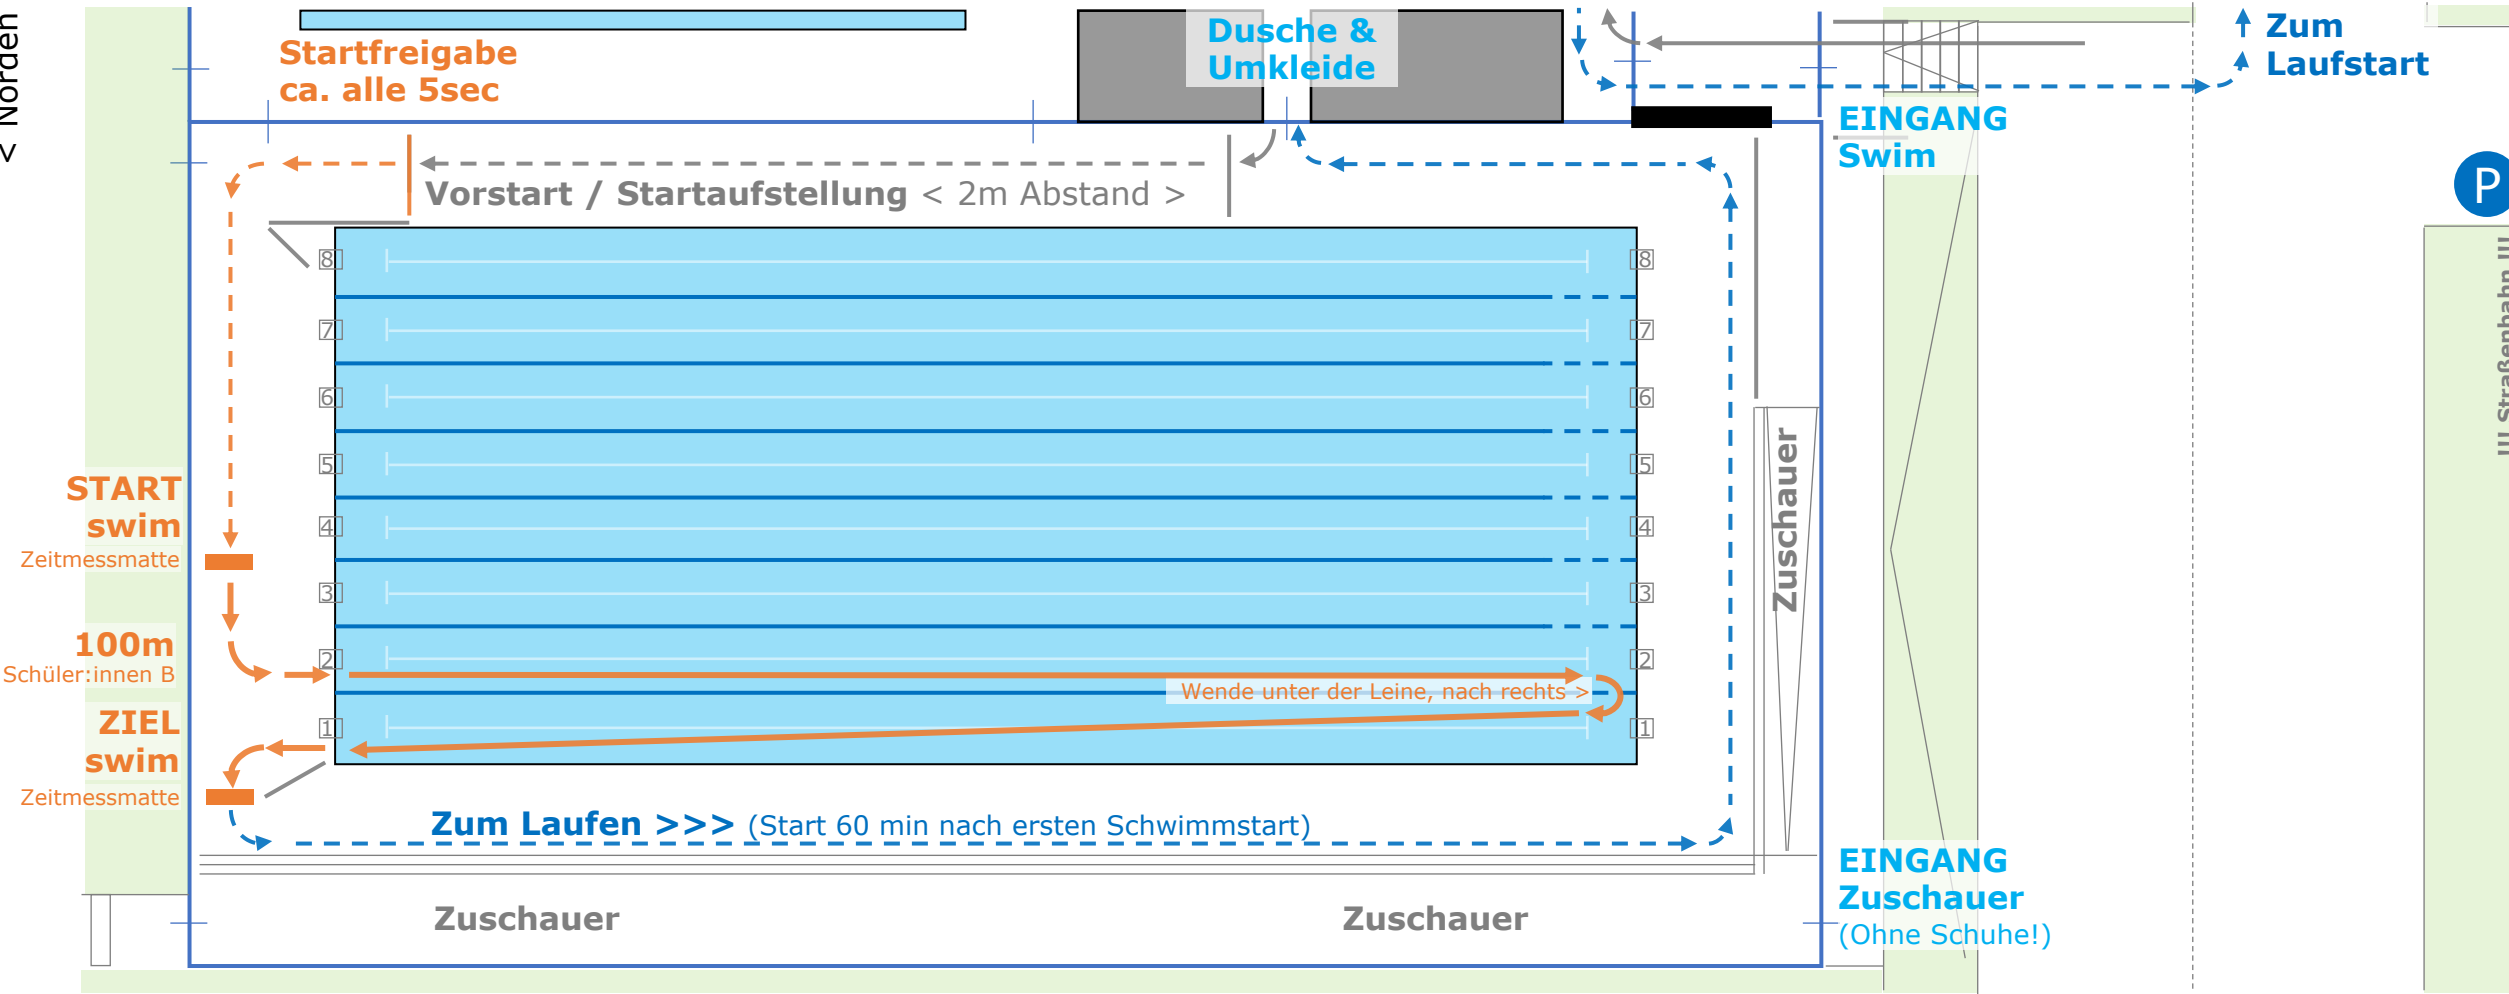 < Norden
Startfreigabe
ca. alle 5sec
Dusche &
Umkleide
Zum
Laufstart
EINGANG
Swim
P
Vorstart / Startaufstellung < 2m Abstand >
8
8
7
7
6
6
5
5
4
4
3
3
2
2
1
1
START
swim
Zeitmessmatte
100m
Schüler:innen B
Wende unter der Leine, nach rechts >
ZIEL
swim
Zeitmessmatte
Zum Laufen >>> (Start 60 min nach ersten Schwimmstart)
Zuschauer
Zuschauer
Zuschauer
EINGANG
Zuschauer
(Ohne Schuhe!)
III Straßenbahn III